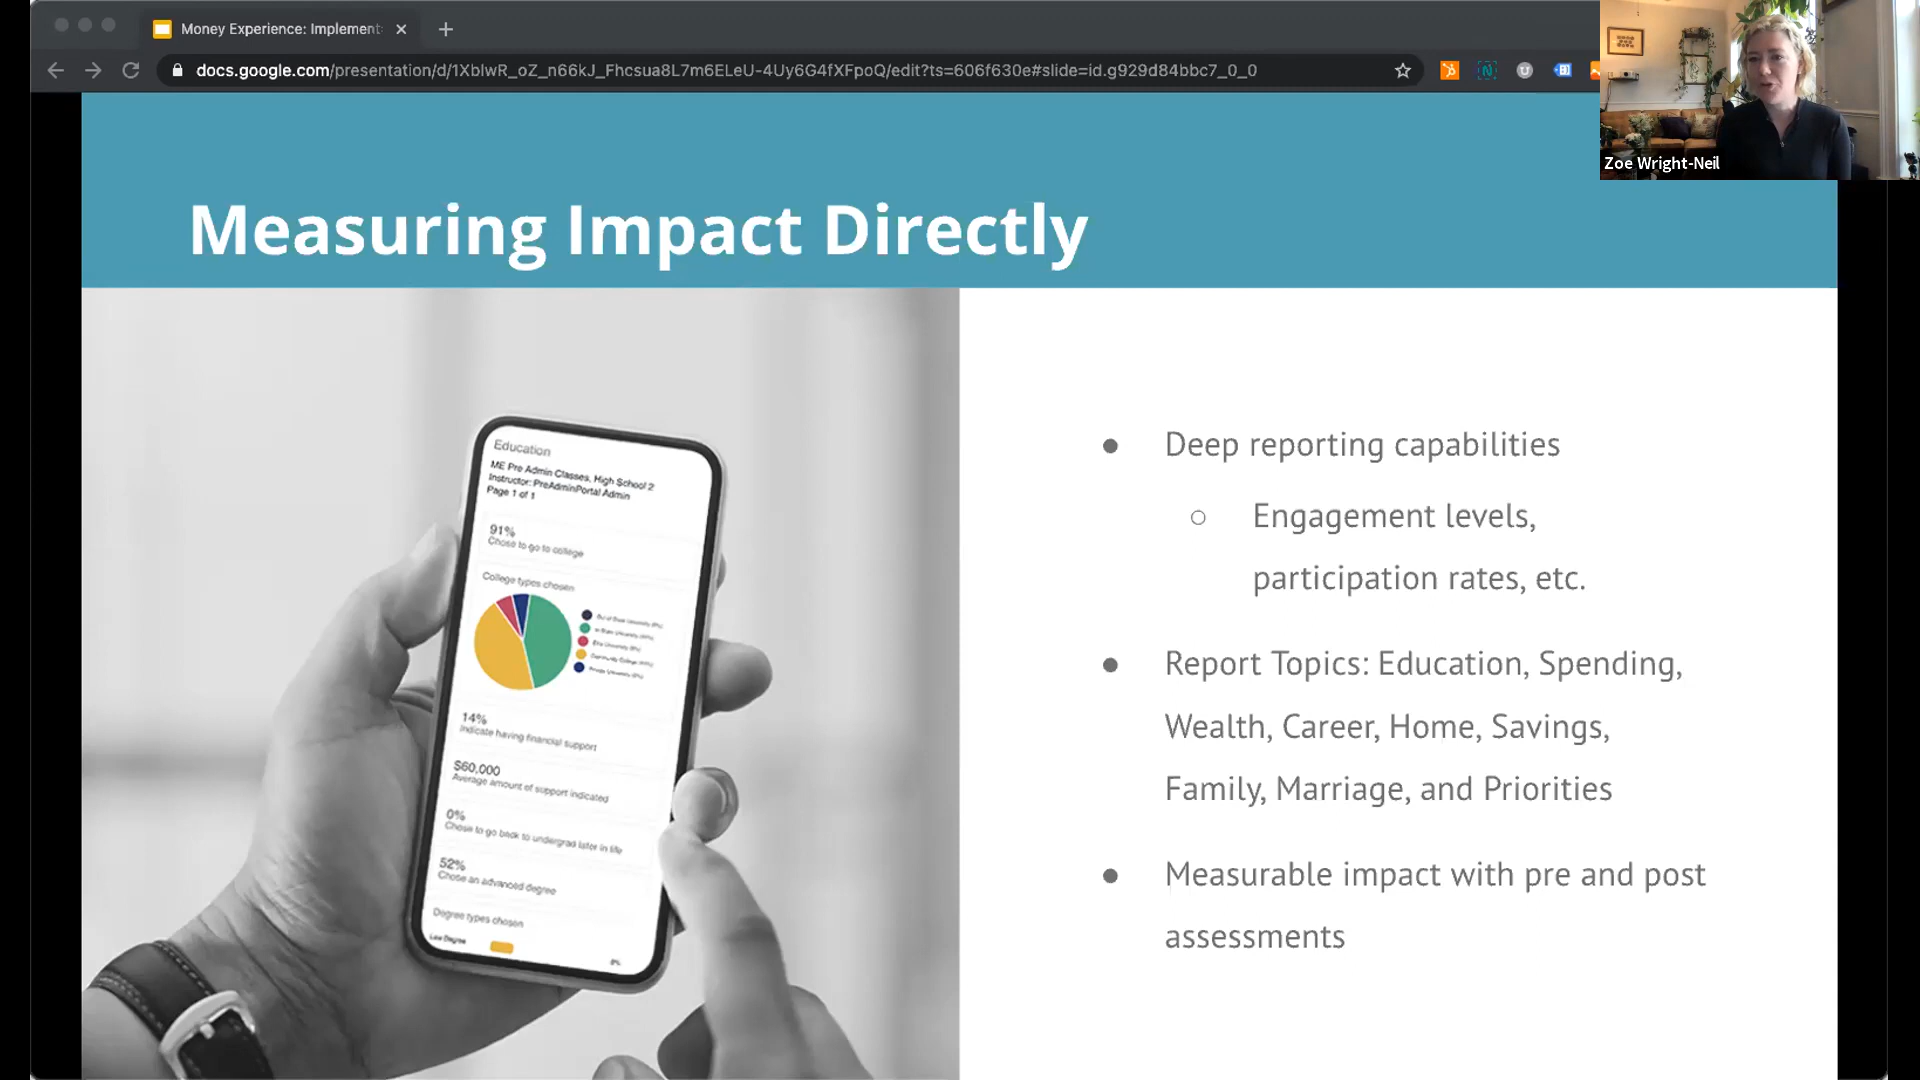 Money Experience: Implement
docs.google.com/presentation/d/1XblwR_oZ_n66kJ_Fhcsua8L7m6ELeU-4Uy6G4fXFpoQ/edit?ts=606f630e#slide=id.g929d84bbc7_0_0
Zoe Wright-Neil
Measuring Impact Directly
Education
ME Pre Admin Classes, High School 2
Instructor: PreAdminPortal Admin
Page 1 of 1
91%
Chose to go to college
College types chosen
14%
Indicate having financial support
$60,000
Average amount of support indicated
0%
Chose to go back to undergrad later in life
52%
Chose an advanced degree
Degree types chosen
Law Degree
● Deep reporting capabilities
○ Engagement levels,
participation rates, etc.
● Report Topics: Education, Spending,
Wealth, Career, Home, Savings,
Family, Marriage, and Priorities
● Measurable impact with pre and post
assessments